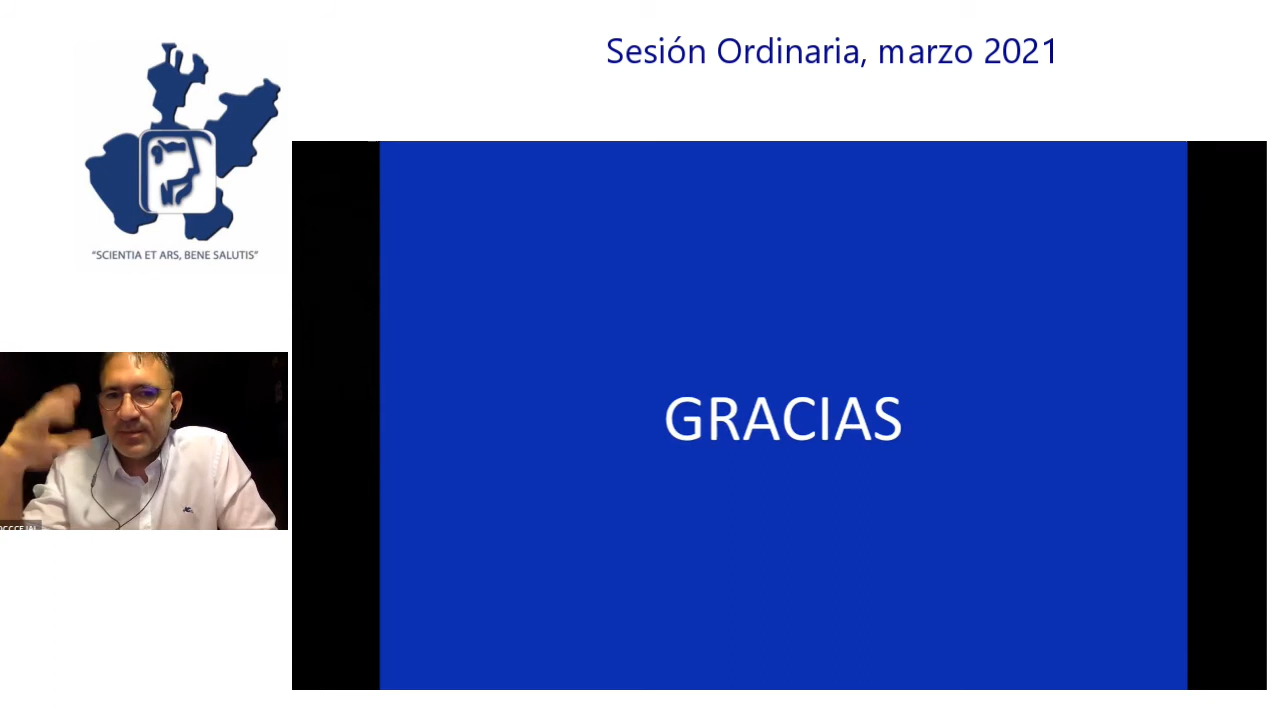 Sesión Ordinaria, marzo 2021
“SCIENTIA ET ARS, BENE SALUTIS”
GRACIAS